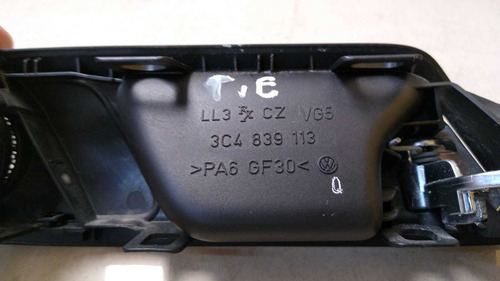 T.E
LL3 CZ VG5
3C4 839 113
>PA6 GF30<
Q